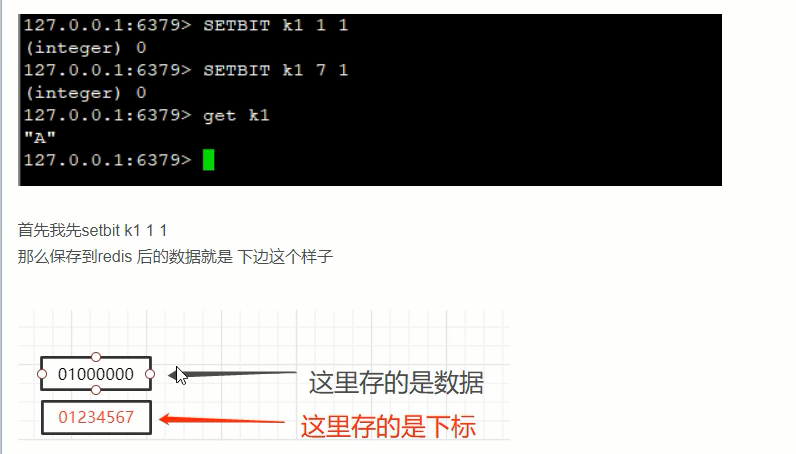 127.0.0.1:6379> SETBIT k1 1 1
(integer) 0
127.0.0.1:6379> SETBIT k1 7 1
(integer) 0
127.0.0.1:6379> get k1
"A"
127.0.0.1:6379>
首先我先setbit k1 1 1
那么保存到redis 后的数据就是 下边这个样子
01000000
这里存的是数据
01234567
这里存的是下标